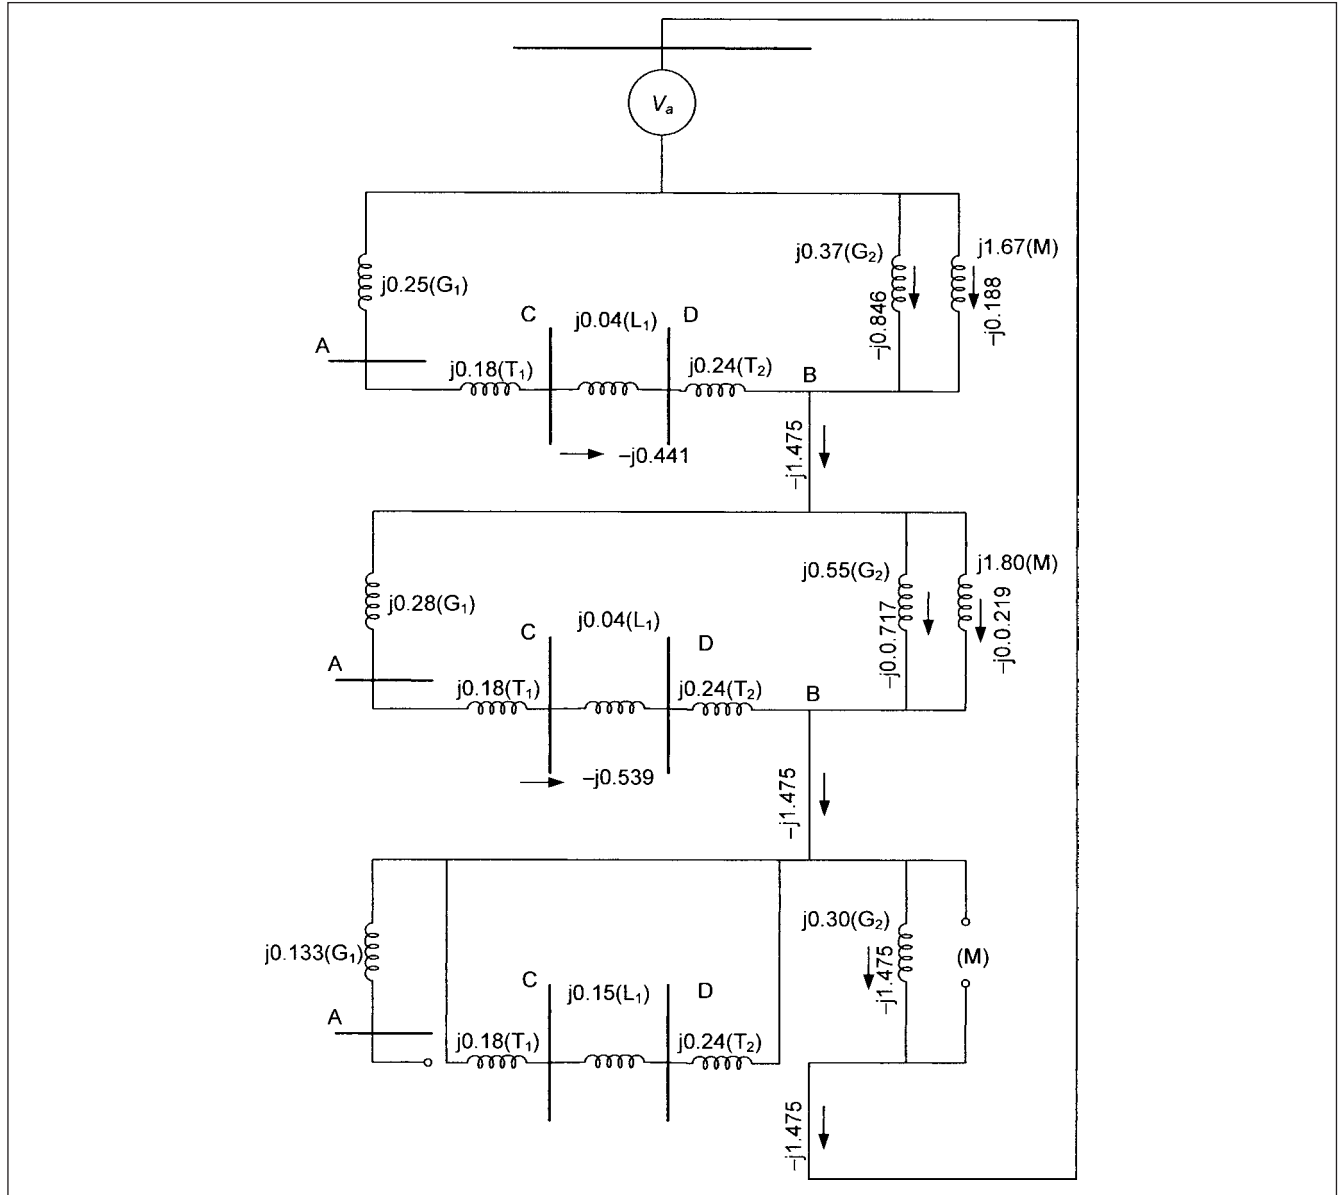 Va
j0.37(G2)
j1.67(M)
j0.25(G1)
–j0.846
–j0.188
C
j0.04(L1)
D
A
j0.18(T1)
j0.24(T2)
B
–j0.441
–j1.475
j0.55(G2)
j1.80(M)
j0.28(G1)
–j0.0.717
–j0.0.219
C
j0.04(L1)
D
A
j0.18(T1)
j0.24(T2)
B
–j0.539
–j1.475
j0.30(G2)
j0.133(G1)
–j1.475
(M)
C
j0.15(L1)
D
A
j0.18(T1)
j0.24(T2)
–j1.475